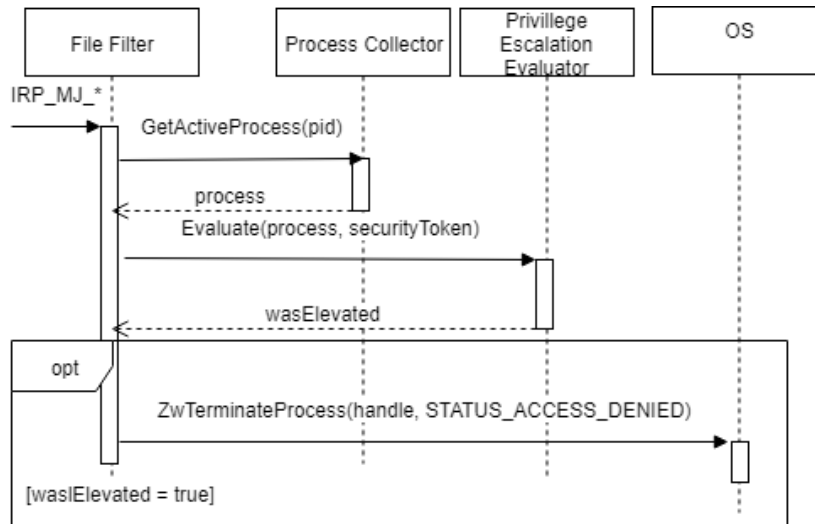 File Filter
Process Collector
Privillege
Escalation
Evaluator
OS
IRP_MJ_*
GetActiveProcess(pid)
process
Evaluate(process, securityToken)
wasElevated
opt
ZwTerminateProcess(handle, STATUS_ACCESS_DENIED)
[waslElevated = true]